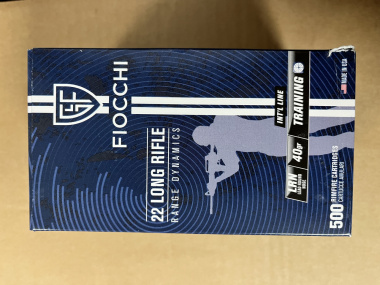 FIOCCHI
22 LONG RIFLE
RANGE DYNAMICS
INT'L LINE
TRAINING
LRN
40gr
500 RIMFIRE CARTRIDGES
MADE IN USA